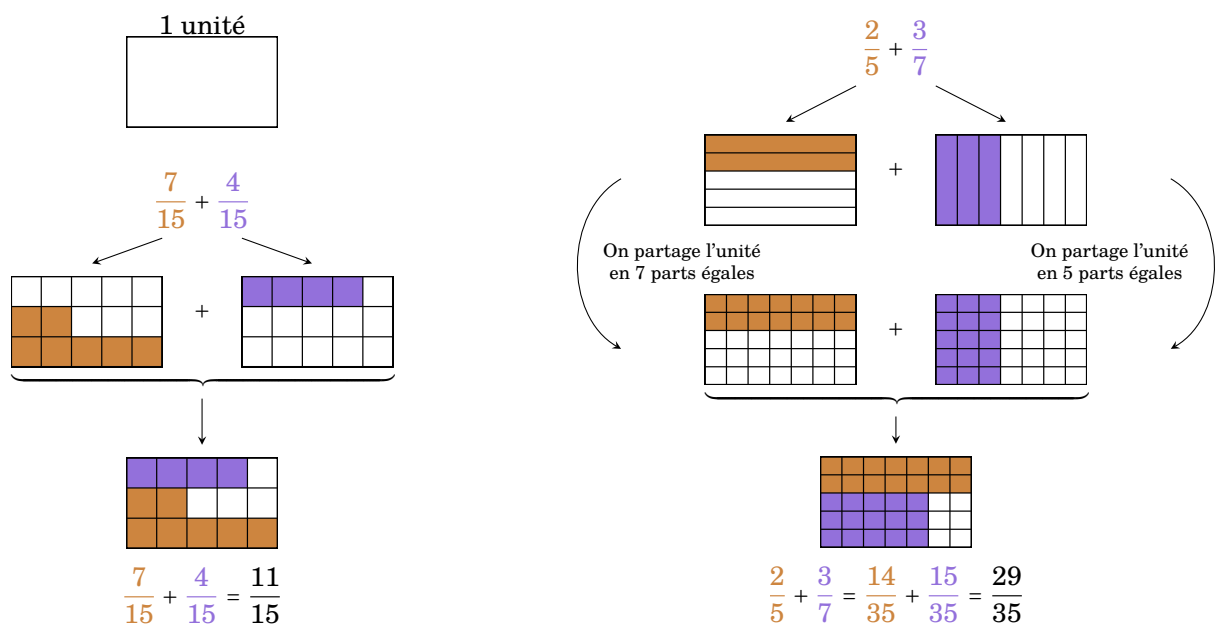 1 unité
7/15 + 4/15
+
7/15 + 4/15 = 11/15
2/5 + 3/7
+
On partage l'unité
en 7 parts égales
On partage l'unité
en 5 parts égales
+
2/5 + 3/7 = 14/35 + 15/35 = 29/35